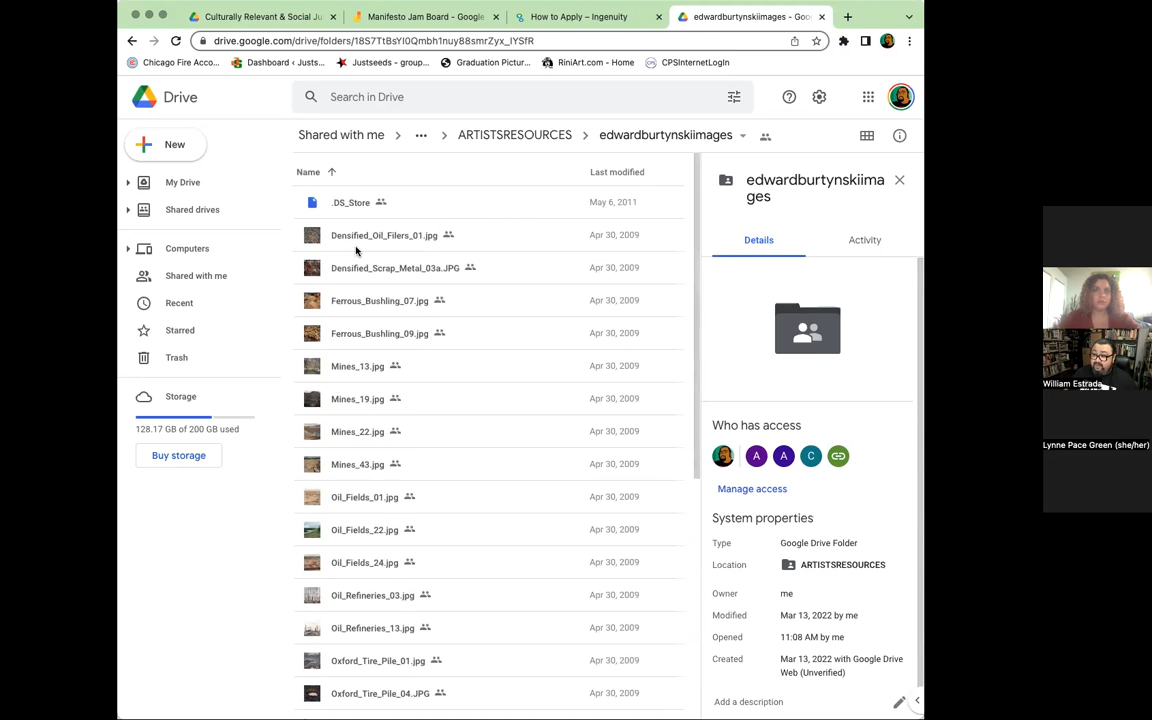 Culturally Relevant & Social Ju
Manifesto Jam Board - Google
How to Apply – Ingenuity
edwardburtynskiimages - Goo
drive.google.com/drive/folders/18S7TtBsYI0Qmbh1nuy88smrZyx_IYSfR
Chicago Fire Acco...
Dashboard ‹ Justs...
Justseeds - group...
Graduation Pictur...
RiniArt.com - Home
CPS
CPSInternetLogIn
Drive
Search in Drive
New
Shared with me
...
ARTISTSRESOURCES
edwardburtynskiimages
My Drive
Shared drives
Computers
Shared with me
Recent
Starred
Trash
Storage
128.17 GB of 200 GB used
Buy storage
Name
Last modified
.DS_Store
May 6, 2011
Densified_Oil_Filers_01.jpg
Apr 30, 2009
Densified_Scrap_Metal_03a.JPG
Apr 30, 2009
Ferrous_Bushling_07.jpg
Apr 30, 2009
Ferrous_Bushling_09.jpg
Apr 30, 2009
Mines_13.jpg
Apr 30, 2009
Mines_19.jpg
Apr 30, 2009
Mines_22.jpg
Apr 30, 2009
Mines_43.jpg
Apr 30, 2009
Oil_Fields_01.jpg
Apr 30, 2009
Oil_Fields_22.jpg
Apr 30, 2009
Oil_Fields_24.jpg
Apr 30, 2009
Oil_Refineries_03.jpg
Apr 30, 2009
Oil_Refineries_13.jpg
Apr 30, 2009
Oxford_Tire_Pile_01.jpg
Apr 30, 2009
Oxford_Tire_Pile_04.JPG
Apr 30, 2009
edwardburtynskiima
ges
Details
Activity
Who has access
A
A
C
Manage access
System properties
Type
Google Drive Folder
Location
ARTISTSRESOURCES
Owner
me
Modified
Mar 13, 2022 by me
Opened
11:08 AM by me
Created
Mar 13, 2022 with Google Drive
Web (Unverified)
Add a description
William Estrada
Lynne Pace Green (she/her)